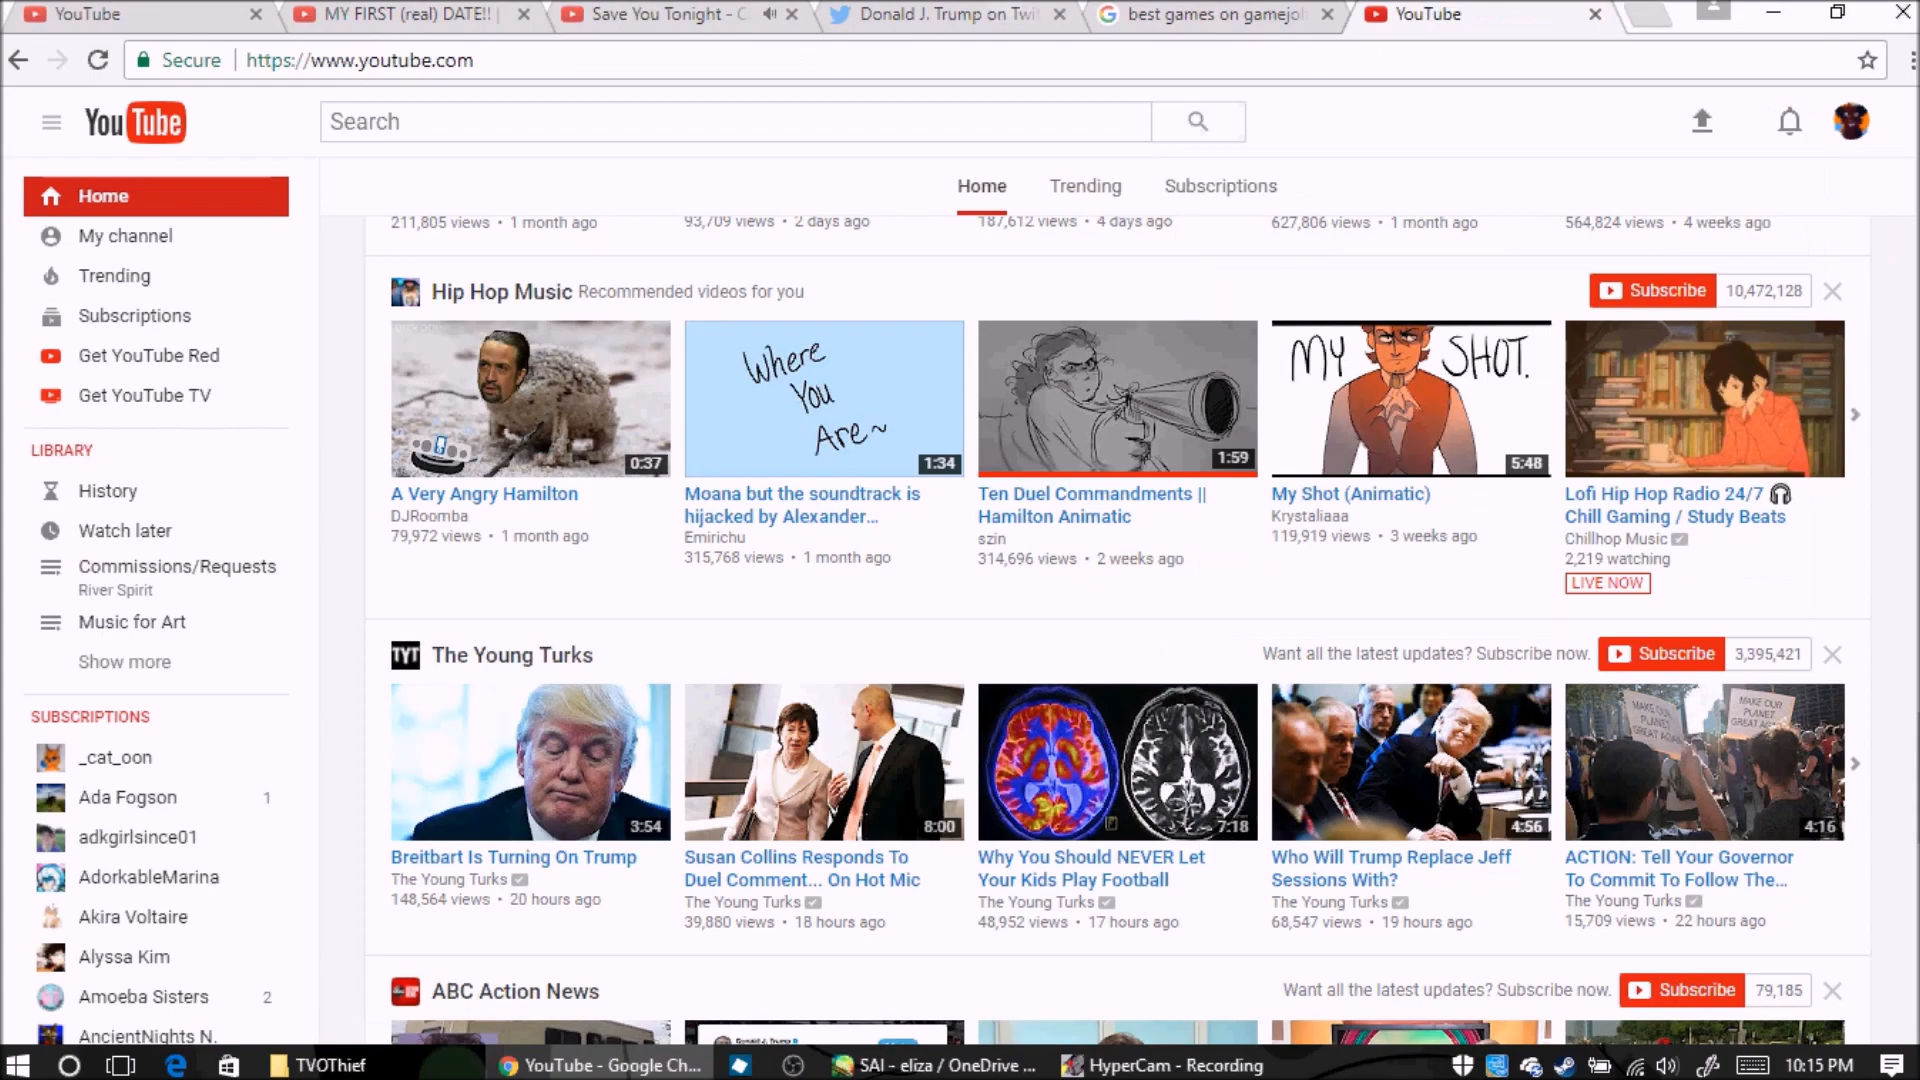 YouTube
MY FIRST (real) DATE!! |
Save You Tonight - C
Donald J. Trump on Twi
best games on gamejol
YouTube
Secure
https://www.youtube.com
YouTube
Search
Home
Trending
Subscriptions
Home
My channel
Trending
Subscriptions
Get YouTube Red
Get YouTube TV
LIBRARY
History
Watch later
Commissions/Requests
River Spirit
Music for Art
Show more
SUBSCRIPTIONS
_cat_oon
Ada Fogson 1
adkgirlsince01
AdorkableMarina
Akira Voltaire
Alyssa Kim
Amoeba Sisters 2
AncientNights N.
211,805 views • 1 month ago
93,709 views • 2 days ago
187,612 views • 4 days ago
627,806 views • 1 month ago
564,824 views • 4 weeks ago
Hip Hop Music Recommended videos for you
Subscribe 10,472,128
0:37
A Very Angry Hamilton
DJRoomba
79,972 views • 1 month ago
Where
You
Are~
1:34
Moana but the soundtrack is
hijacked by Alexander...
Emirichu
315,768 views • 1 month ago
1:59
Ten Duel Commandments ||
Hamilton Animatic
szin
314,696 views • 2 weeks ago
MY SHOT.
5:48
My Shot (Animatic)
Krystaliaaa
119,919 views • 3 weeks ago
Lofi Hip Hop Radio 24/7 🎧
Chill Gaming / Study Beats
Chillhop Music
2,219 watching
LIVE NOW
TYT
The Young Turks
Want all the latest updates? Subscribe now.
Subscribe 3,395,421
3:54
Breitbart Is Turning On Trump
The Young Turks
148,564 views • 20 hours ago
8:00
Susan Collins Responds To
Duel Comment... On Hot Mic
The Young Turks
39,880 views • 18 hours ago
7:18
Why You Should NEVER Let
Your Kids Play Football
The Young Turks
48,952 views • 17 hours ago
4:56
Who Will Trump Replace Jeff
Sessions With?
The Young Turks
68,547 views • 19 hours ago
MAKE OUR
PLANET
GREAT AGAIN
MAKE OUR
PLANET
GREAT AGA
4:16
ACTION: Tell Your Governor
To Commit To Follow The...
The Young Turks
15,709 views • 22 hours ago
ABC Action News
Want all the latest updates? Subscribe now.
Subscribe 79,185
Donald J. Trump
TVOThief
YouTube - Google Ch...
SAI - eliza / OneDrive ...
HyperCam - Recording
10:15 PM